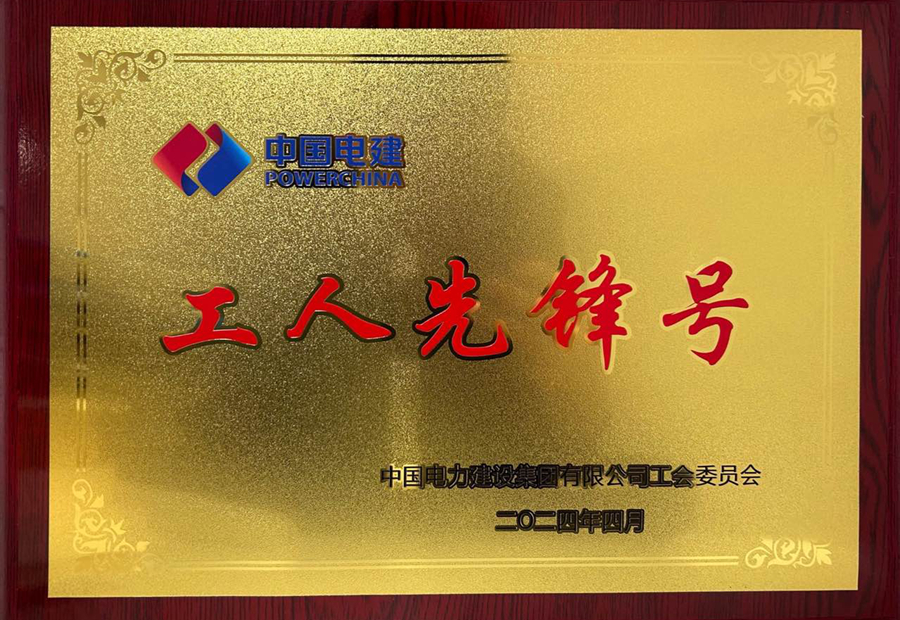 中国电建
POWERCHINA
工人先锋号
中国电力建设集团有限公司工会委员会
二〇二四年四月